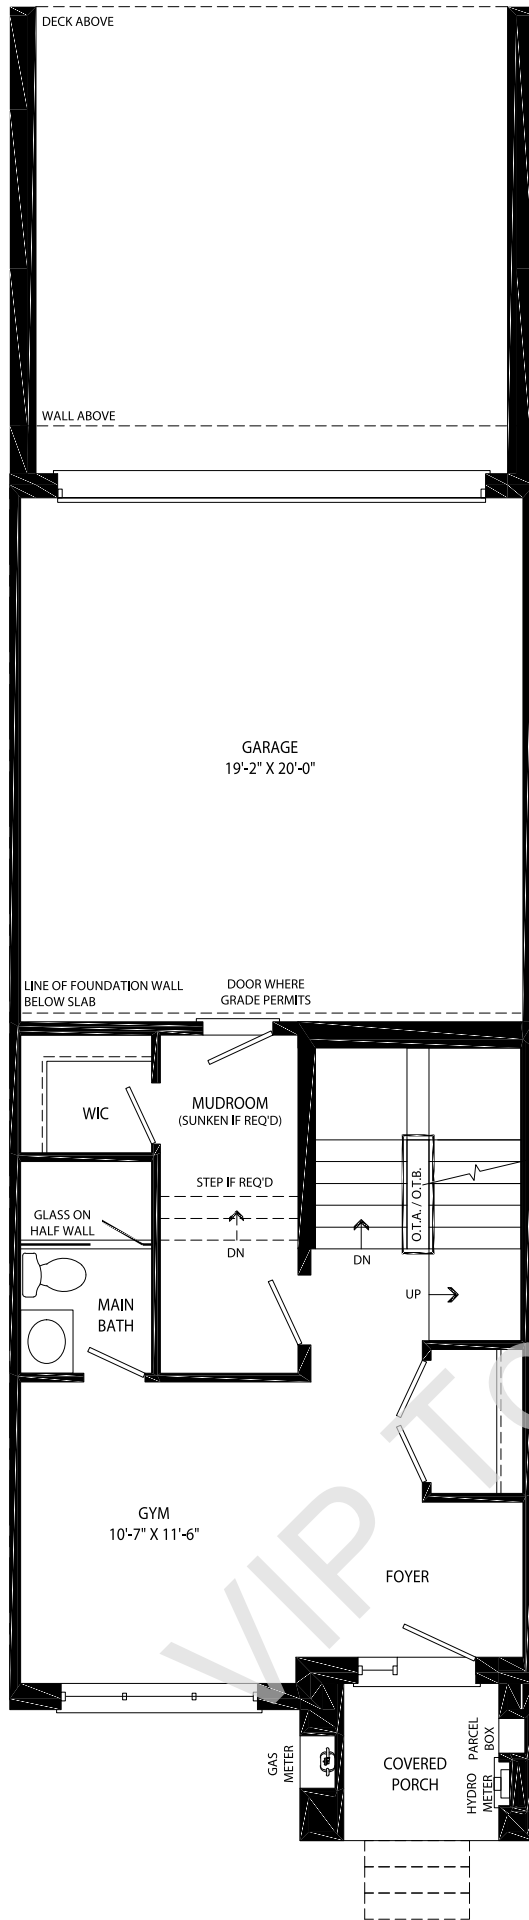 DECK ABOVE
WALL ABOVE
GARAGE
19'-2" X 20'-0"
LINE OF FOUNDATION WALL
BELOW SLAB
DOOR WHERE
GRADE PERMITS
WIC
MUDROOM
(SUNKEN IF REQ'D)
STEP IF REQ'D
GLASS ON
HALF WALL
DN
O.T.A. / O.T.B.
DN
UP
MAIN
BATH
GYM
10'-7" X 11'-6"
FOYER
GAS
METER
COVERED
PORCH
PARCEL
BOX
HYDRO
METER
VIP